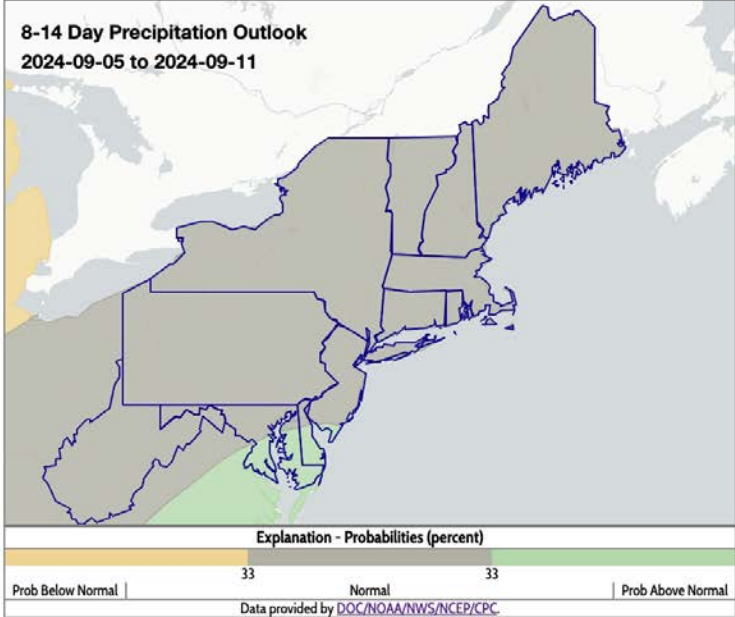 8-14 Day Precipitation Outlook
2024-09-05 to 2024-09-11
Explanation - Probabilities (percent)
33 33
Prob Below Normal | Normal | Prob Above Normal
Data provided by DOC/NOAA/NWS/NCEP/CPC.